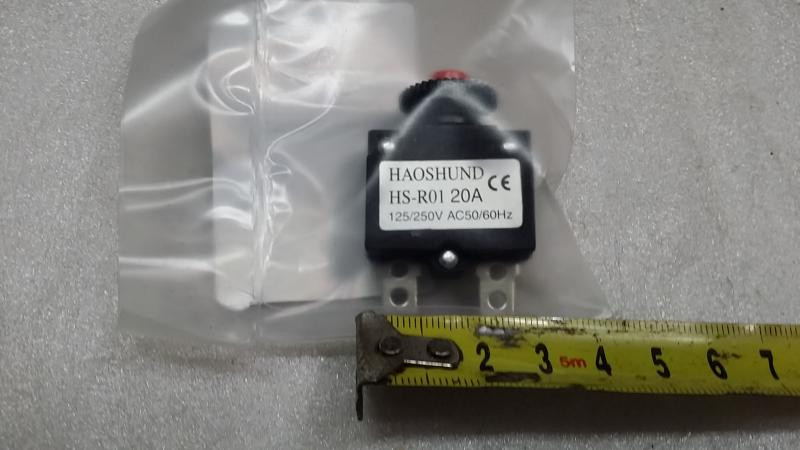 HAOSHUND
CE
HS-R01 20A
125/250V AC50/60Hz
2 3 5m 4 5 6 7